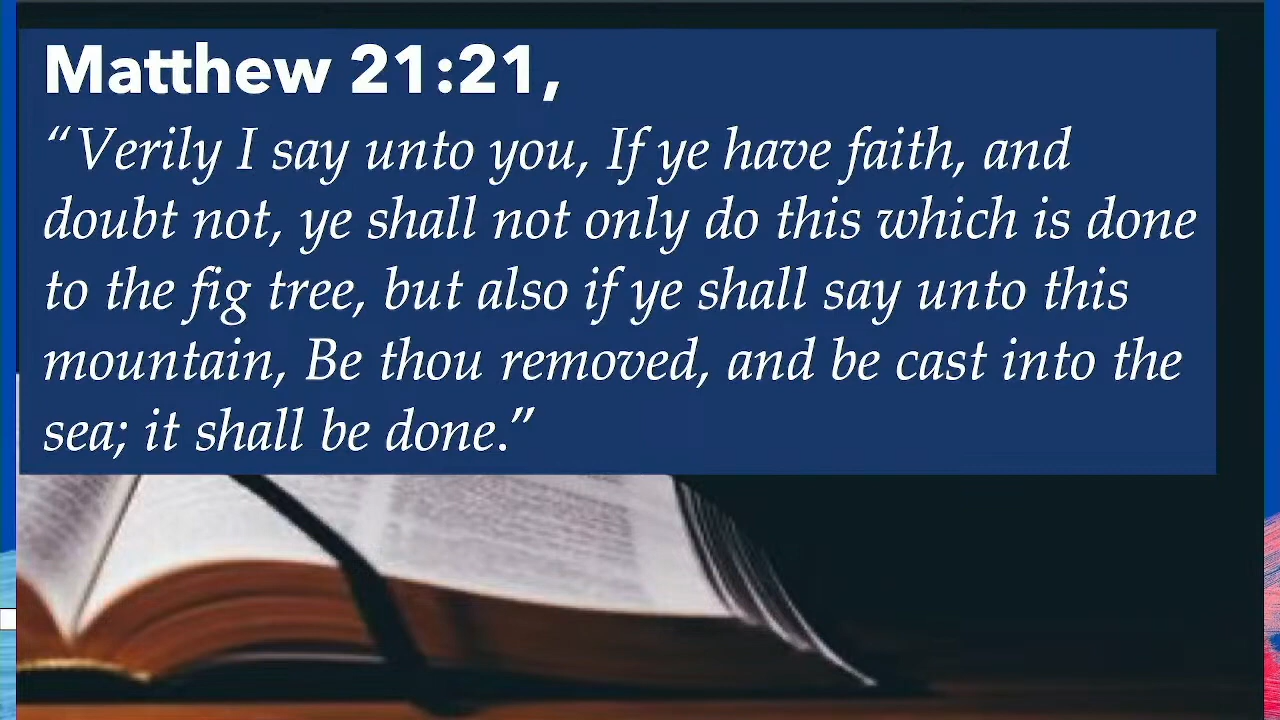 Matthew 21:21,
“Verily I say unto you, If ye have faith, and
doubt not, ye shall not only do this which is done
to the fig tree, but also if ye shall say unto this
mountain, Be thou removed, and be cast into the
sea; it shall be done.”